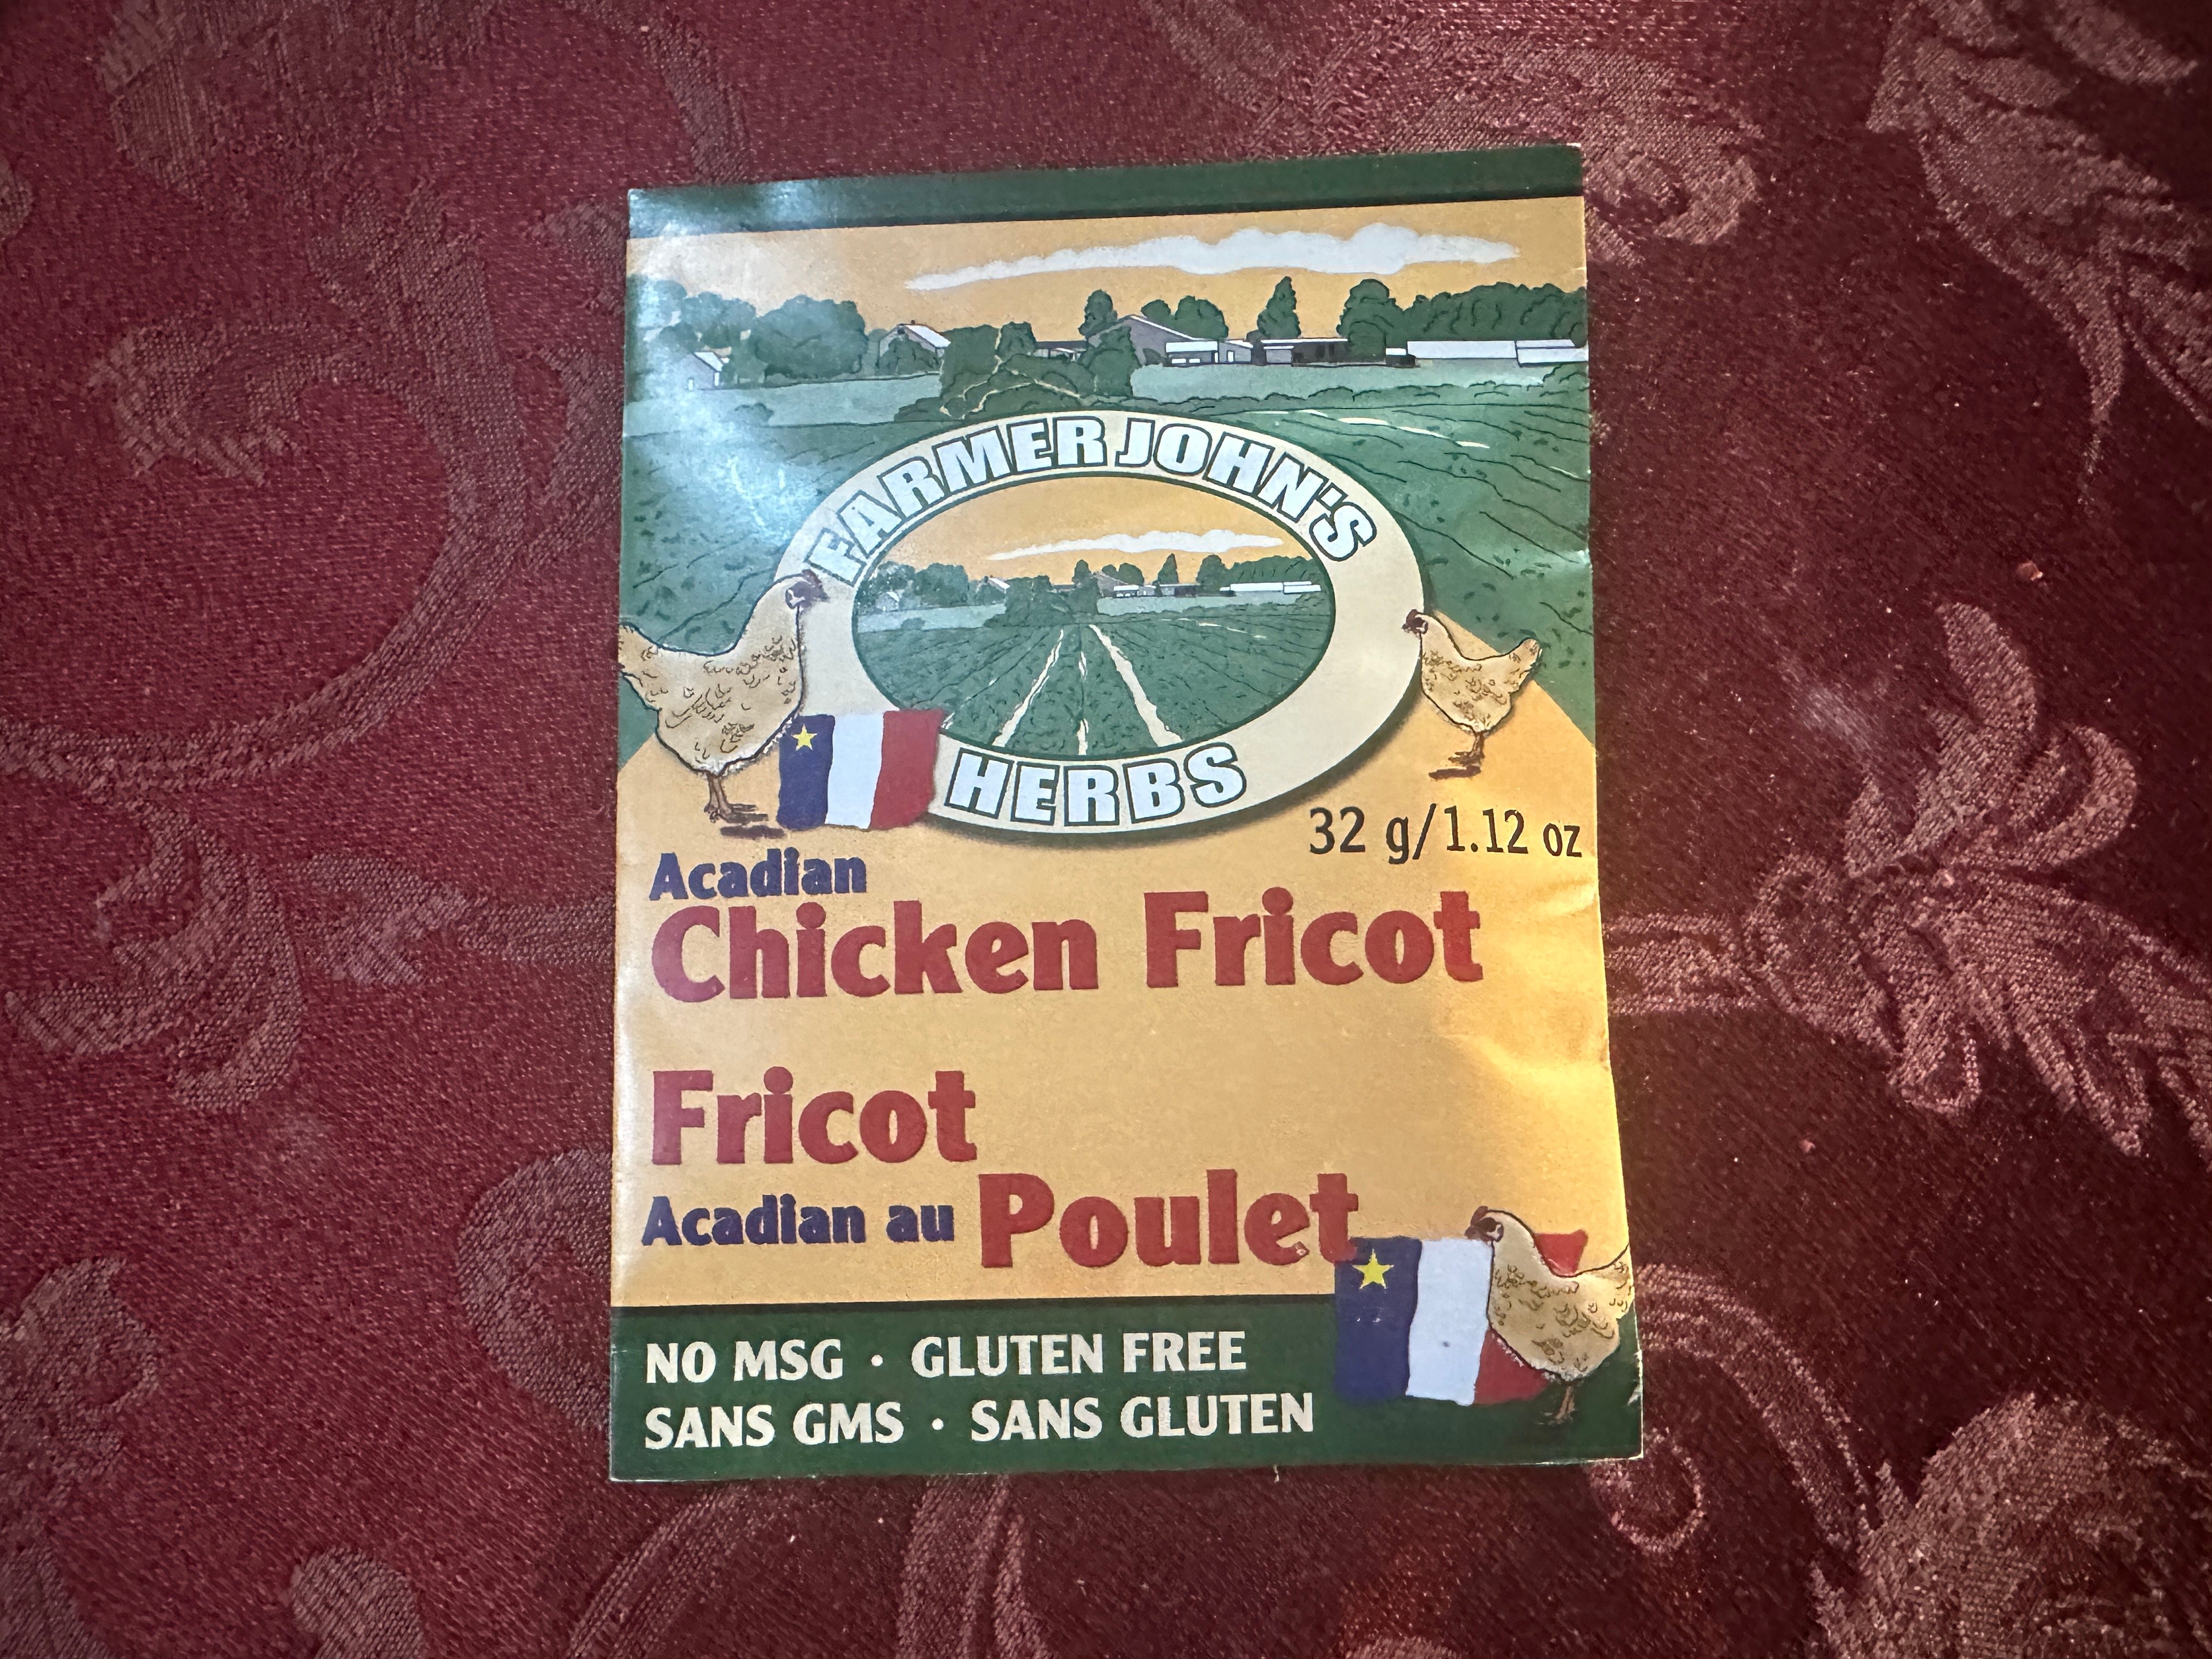 FARMER JOHN'S
HERBS
32 g/1.12 oz
Acadian
Chicken Fricot
Fricot
Acadian au Poulet
NO MSG · GLUTEN FREE
SANS GMS · SANS GLUTEN